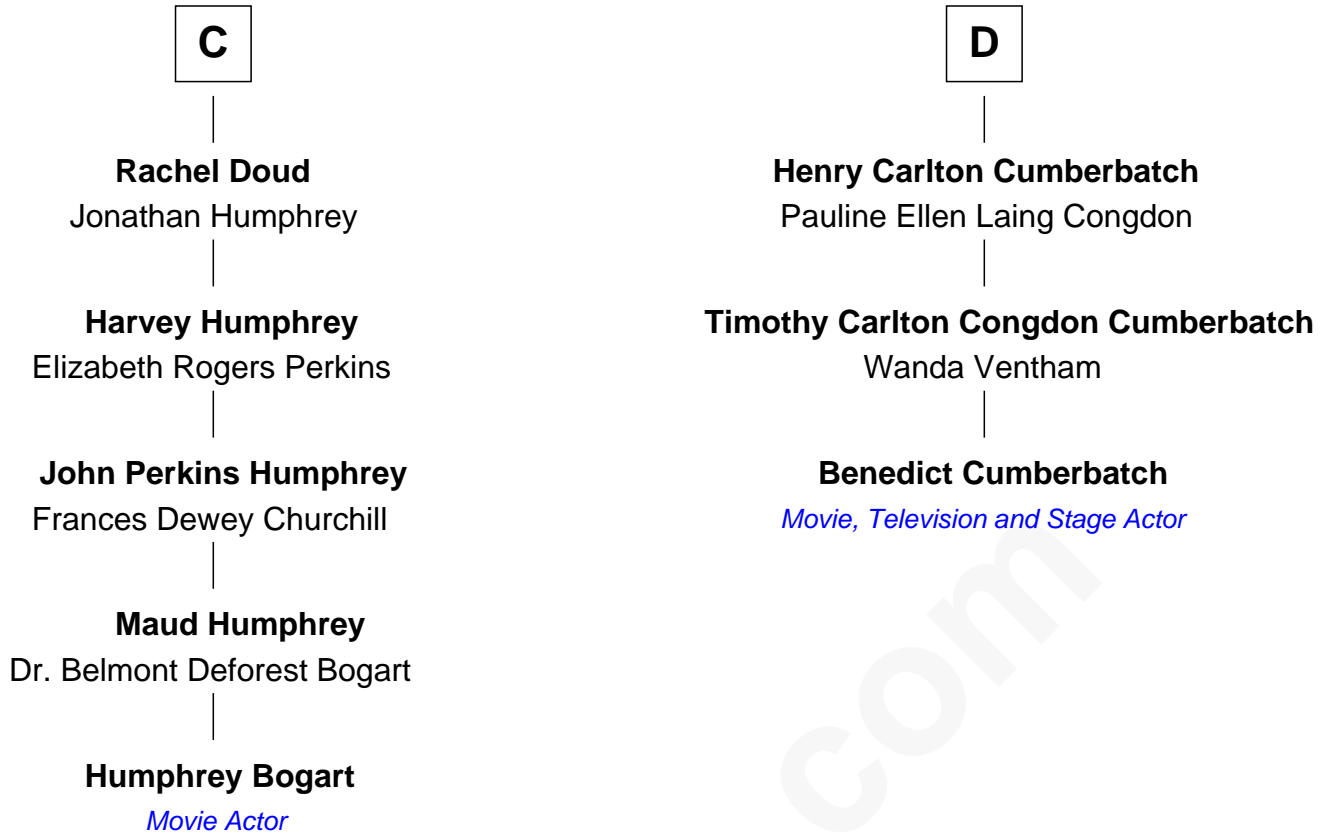 C
Rachel Doud
Jonathan Humphrey
Harvey Humphrey
Elizabeth Rogers Perkins
John Perkins Humphrey
Frances Dewey Churchill
Maud Humphrey
Dr. Belmont Deforest Bogart
Humphrey Bogart
Movie Actor
D
Henry Carlton Cumberbatch
Pauline Ellen Laing Congdon
Timothy Carlton Congdon Cumberbatch
Wanda Ventham
Benedict Cumberbatch
Movie, Television and Stage Actor
com